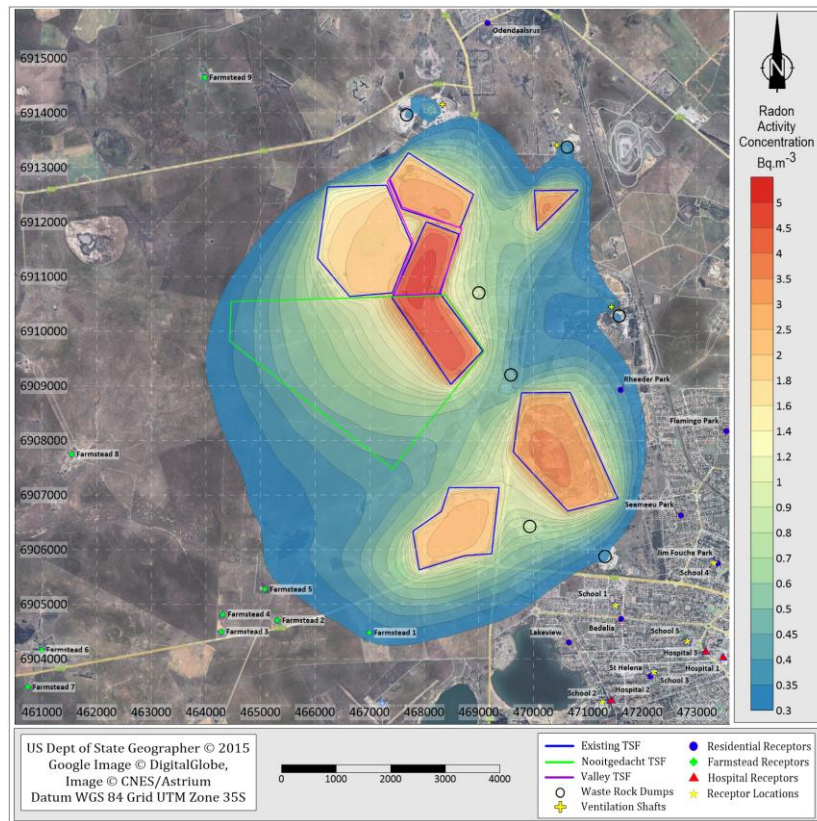 Odendaalsrus
6915000
Farmstead 9
6914000
6913000
6912000
6911000
6910000
6909000
Rheeder Park
Flamingo Park
6908000
Farmstead 8
6907000
Seemeeu Park
6906000
Jim Fouche Park
School 4
Farmstead 5
6905000
School 1
Farmstead 4
Farmstead 2
Farmstead 3
Farmstead 1
Bedelia
School 5
Lakeview
6904000
Farmstead 6
Hospital 3
Hospital 1
St Helena
School 3
Farmstead 7
School 2
Hospital 2
461000 462000 463000 464000 465000 466000 467000 468000 469000 470000 471000 472000 473000
N
Radon
Activity
Concentration
Bq.m-3
5
4
3.5
3
2.5
2
1.8
1.6
1.4
1.2
1
0.9
0.8
0.7
0.6
0.5
0.45
0.4
0.35
0.3
US Dept of State Geographer © 2015
Google Image © DigitalGlobe,
Image © CNES/Astrium
Datum WGS 84 Grid UTM Zone 35S
0 1000 2000 3000 4000
Existing TSF
Nooitgedacht TSF
Valley TSF
Waste Rock Dumps
Ventilation Shafts
Residential Receptors
Farmstead Receptors
Hospital Receptors
Receptor Locations